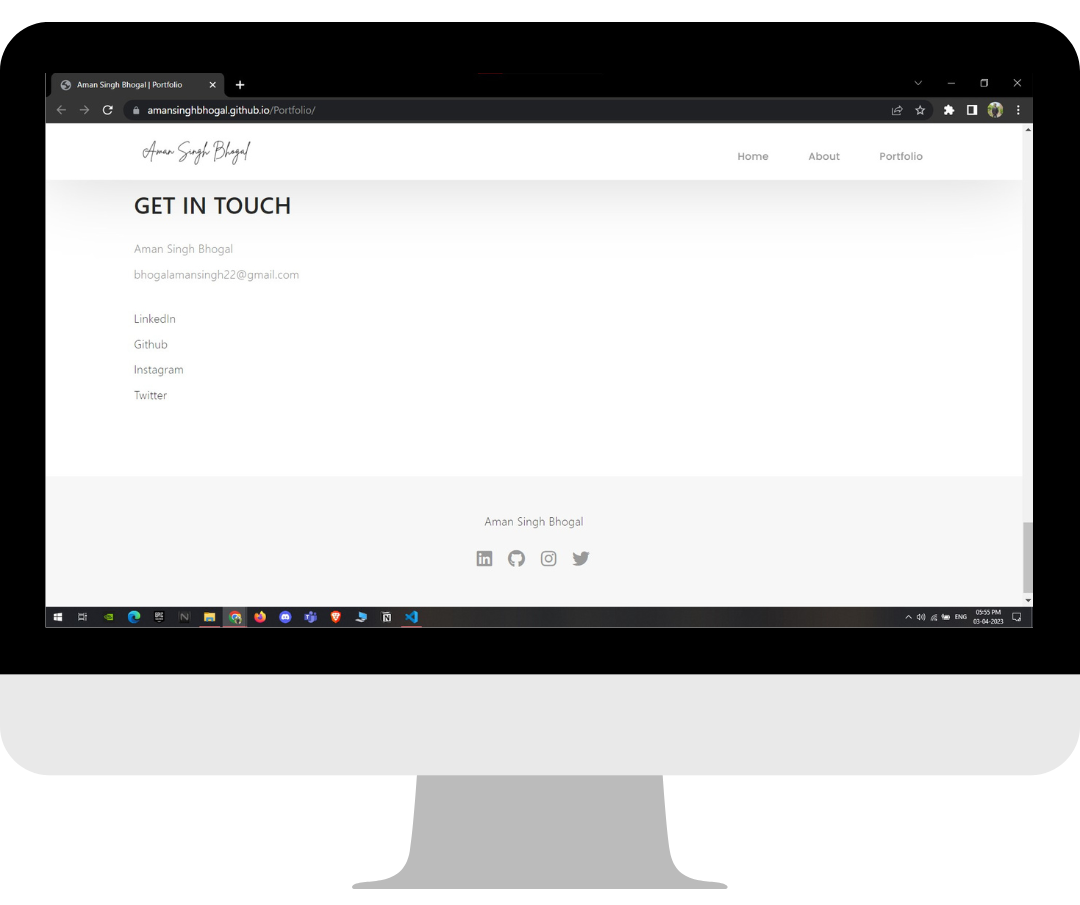 Aman Singh Bhogal | Portfolio
amansinghbhogal.github.io/Portfolio/
Aman Singh Bhogal
Home About Portfolio
GET IN TOUCH
Aman Singh Bhogal
bhogalamansingh22@gmail.com
LinkedIn
Github
Instagram
Twitter
Aman Singh Bhogal
ENG
05:55 PM
03-04-2023